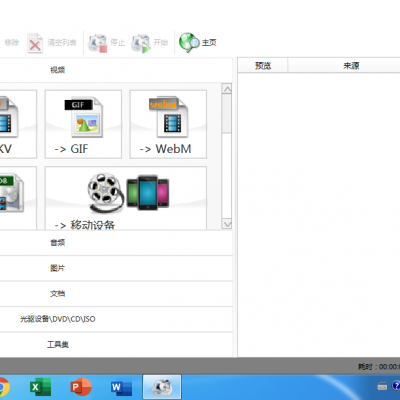 移除 清空列表 停止 开始 主页
视频
预览 来源
GIF webm
KV -> GIF -> WebM
-> 移动设备
音频
图片
文档
光驱设备\DVD\CD\ISO
工具集
耗时 : 00:00:0